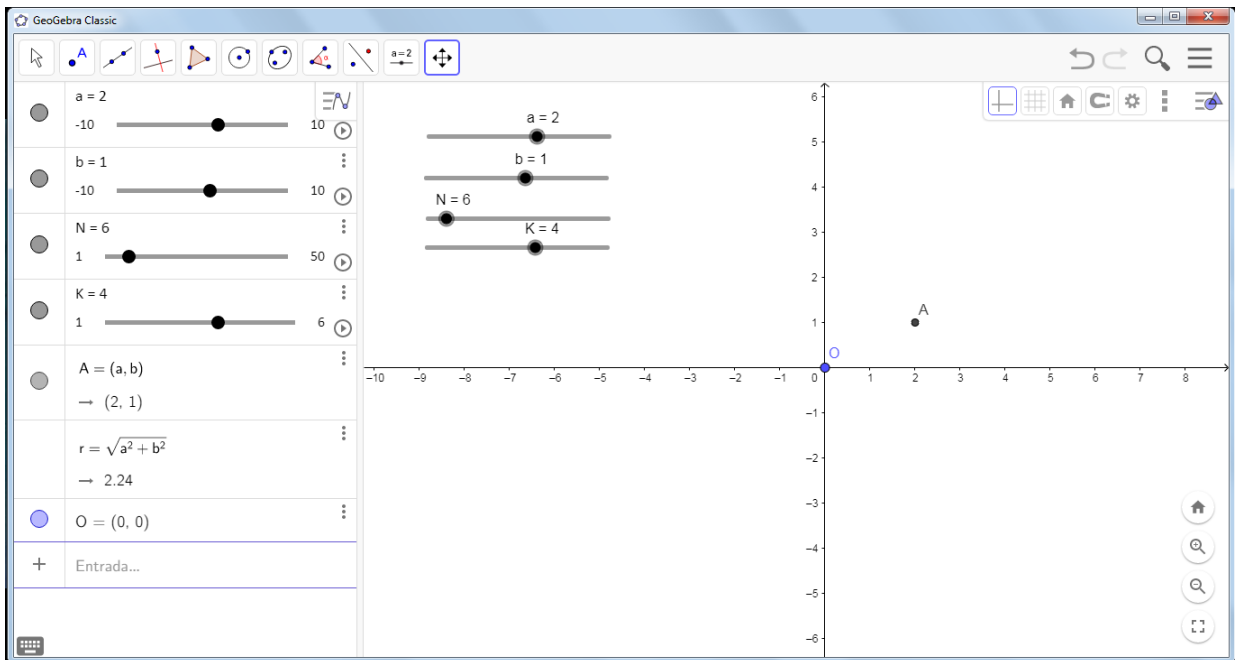 GeoGebra Classic
A
a=2
a = 2
-10 10
b = 1
-10 10
N = 6
1 50
K = 4
1 6
A = (a, b)
→ (2, 1)
r = √a² + b²
→ 2.24
O = (0, 0)
+ Entrada...
a = 2
b = 1
N = 6
K = 4
6
5
4
3
2
1
A
O
–10 –9 –8 –7 –6 –5 –4 –3 –2 –1 0 1 2 3 4 5 6 7 8
–1
–2
–3
–4
–5
–6